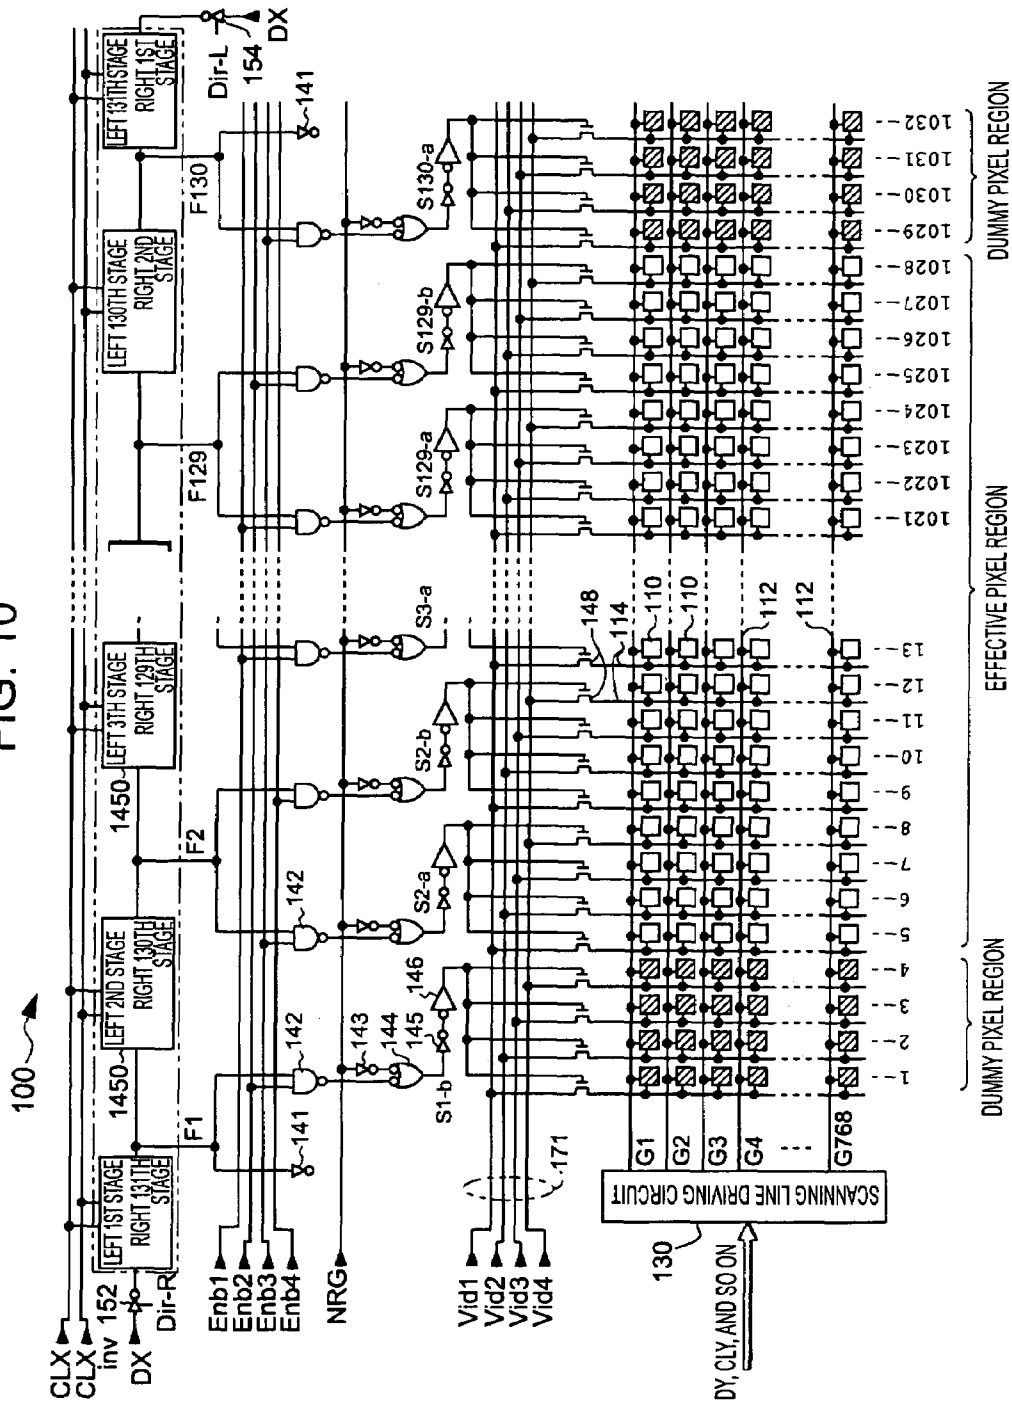 FIG. 10
100
CLX
CLX
inv
152
DX
Dir-R
LEFT 1ST STAGE
RIGHT 131TH
STAGE
1450
LEFT 2ND STAGE
RIGHT 130TH
STAGE
1450
LEFT 3TH STAGE
RIGHT 129TH
STAGE
LEFT 130TH STAGE
RIGHT 2ND
STAGE
LEFT 131TH STAGE
RIGHT 1ST
STAGE
Dir-L
154
DX
F1
F2
F129
F130
141
141
Enb1
Enb2
Enb3
Enb4
142
142
NRG
143
144
145
146
S1-b
S2-a
S2-b
S3-a
S129-a
S129-b
S130-a
Vid1
Vid2
Vid3
Vid4
171
148
114
110
110
112
112
130
SCANNING LINE DRIVING CIRCUIT
DY, CLY, AND SO ON
G1
G2
G3
G4
G768
1
2
3
4
5
6
7
8
9
10
11
12
13
1021
1022
1023
1024
1025
1026
1027
1028
1029
1030
1031
1032
DUMMY PIXEL REGION
EFFECTIVE PIXEL REGION
DUMMY PIXEL REGION